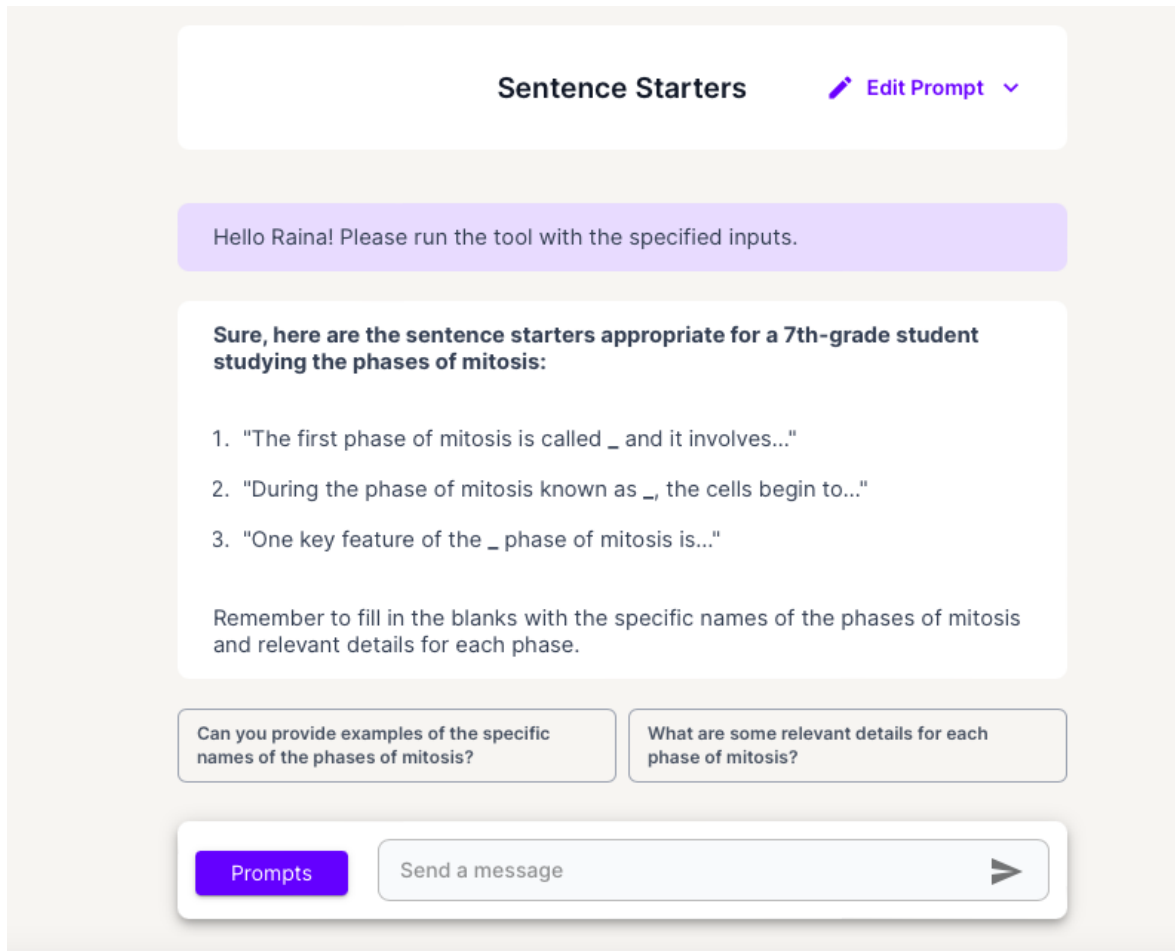 Sentence Starters
Edit Prompt
Hello Raina! Please run the tool with the specified inputs.
Sure, here are the sentence starters appropriate for a 7th-grade student
studying the phases of mitosis:
1. "The first phase of mitosis is called _ and it involves..."
2. "During the phase of mitosis known as _, the cells begin to..."
3. "One key feature of the _ phase of mitosis is..."
Remember to fill in the blanks with the specific names of the phases of mitosis
and relevant details for each phase.
Can you provide examples of the specific
names of the phases of mitosis?
What are some relevant details for each
phase of mitosis?
Prompts
Send a message